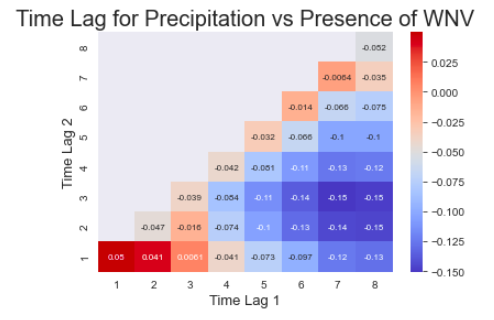 Time Lag for Precipitation vs Presence of WNV
8 -0.052
7 -0.0064 -0.035
6 -0.014 -0.066 -0.075
5 -0.032 -0.066 -0.1 -0.1
4 -0.042 -0.081 -0.11 -0.13 -0.12
3 -0.039 -0.084 -0.11 -0.14 -0.15 -0.15
2 -0.047 -0.016 -0.074 -0.1 -0.13 -0.14 -0.15
1 0.05 0.041 0.0061 -0.041 -0.073 -0.097 -0.12 -0.13
1 2 3 4 5 6 7 8
Time Lag 1
Time Lag 2
0.025
0.000
−0.025
−0.050
−0.075
−0.100
−0.125
−0.150